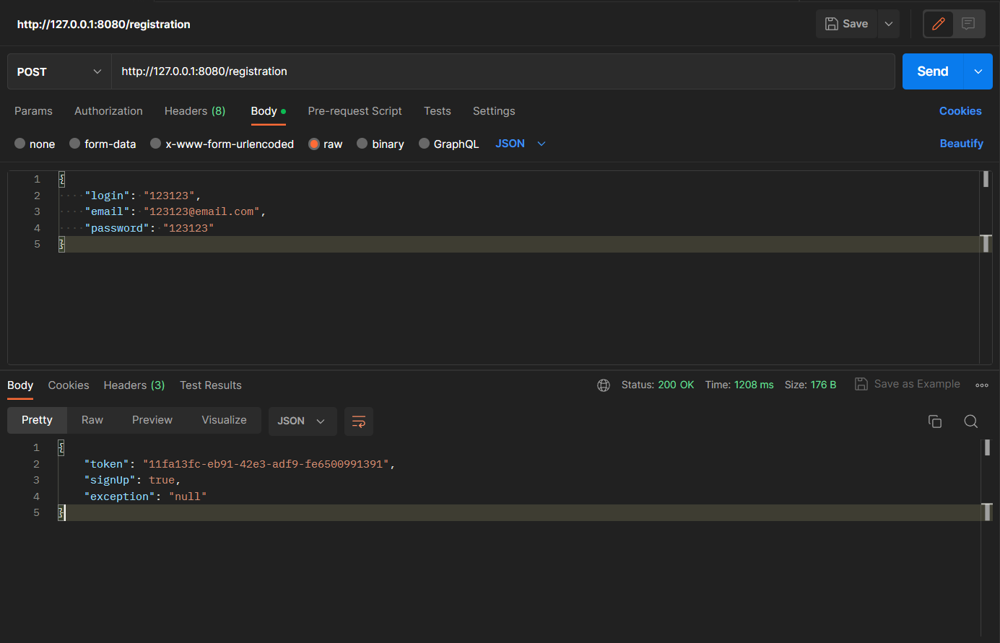 http://127.0.0.1:8080/registration
Save
POST
http://127.0.0.1:8080/registration
Send
Params Authorization Headers (8) Body Pre-request Script Tests Settings Cookies
none form-data x-www-form-urlencoded raw binary GraphQL JSON Beautify
1 {
2 "login": "123123",
3 "email": "123123@email.com",
4 "password": "123123"
5 }
Body Cookies Headers (3) Test Results Status: 200 OK Time: 1208 ms Size: 176 B Save as Example
Pretty Raw Preview Visualize JSON
1 {
2 "token": "11fa13fc-eb91-42e3-adf9-fe6500991391",
3 "signUp": true,
4 "exception": "null"
5 }